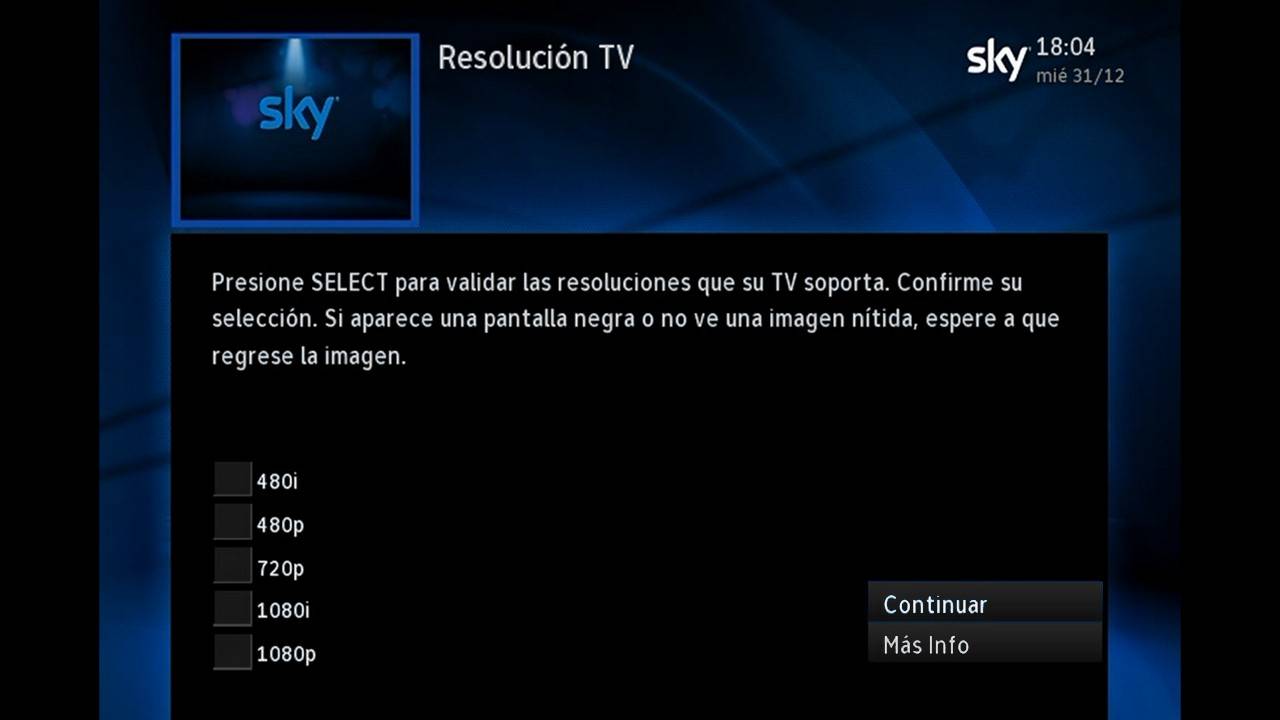 sky
Resolución TV
sky 18:04
mié 31/12
Presione SELECT para validar las resoluciones que su TV soporta. Confirme su
selección. Si aparece una pantalla negra o no ve una imagen nítida, espere a que
regrese la imagen.
480i
480p
720p
1080i
1080p
Continuar
Más Info